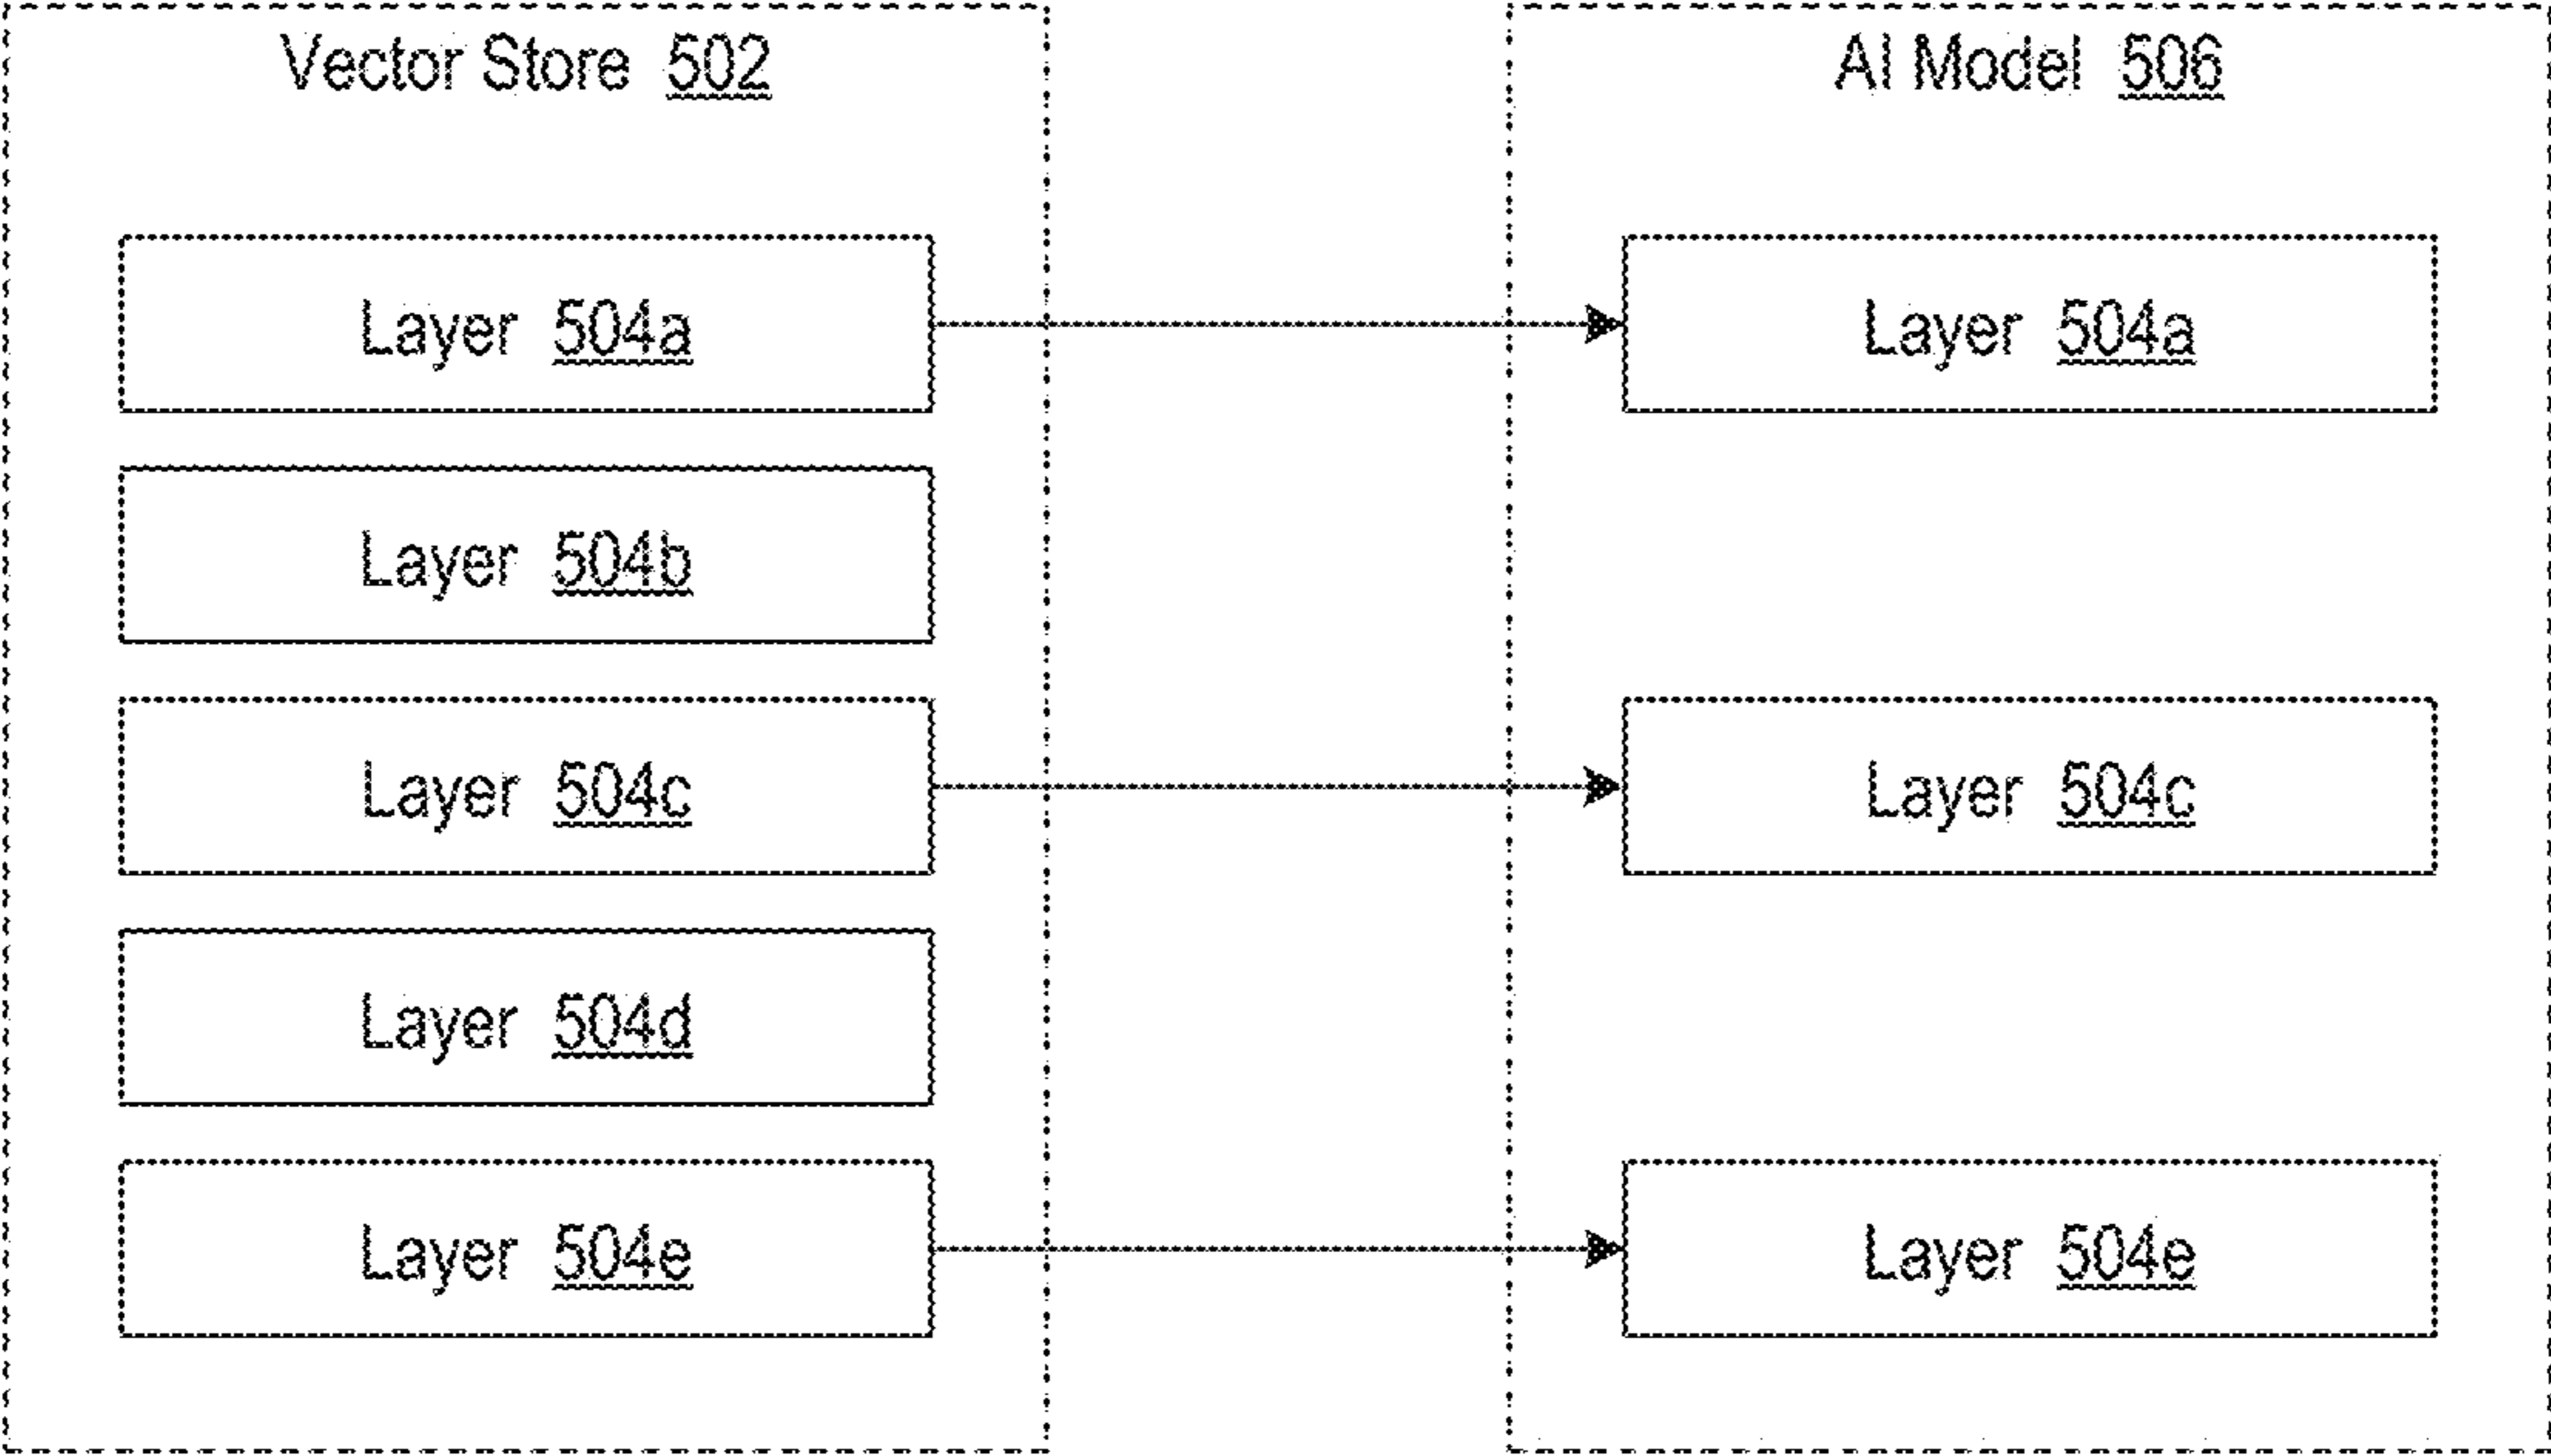 Vector Store 502
Layer 504a
Layer 504b
Layer 504c
Layer 504d
Layer 504e
AI Model 506
Layer 504a
Layer 504c
Layer 504e